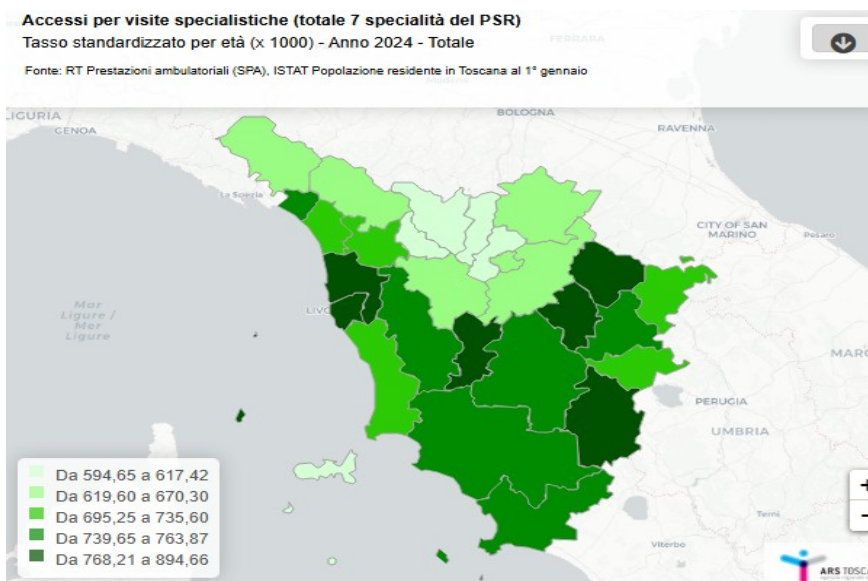 Accessi per visite specialistiche (totale 7 specialità del PSR)
Tasso standardizzato per età (x 1000) - Anno 2024 - Totale
Fonte: RT Prestazioni ambulatoriali (SPA), ISTAT Popolazione residente in Toscana al 1° gennaio
FERRARA
LIGURIA
GENOA
BOLOGNA
RAVENNA
La Spezia
CITY OF SAN
MARINO
Pesaro
Mar
Ligure /
Mer
Ligure
LIVO
MARC
PERUGIA
UMBRIA
Da 594,65 a 617,42
Da 619,60 a 670,30
Da 695,25 a 735,60
Da 739,65 a 763,87
Da 768,21 a 894,66
+
−
Terni
Viterbo
ARS TOSCA